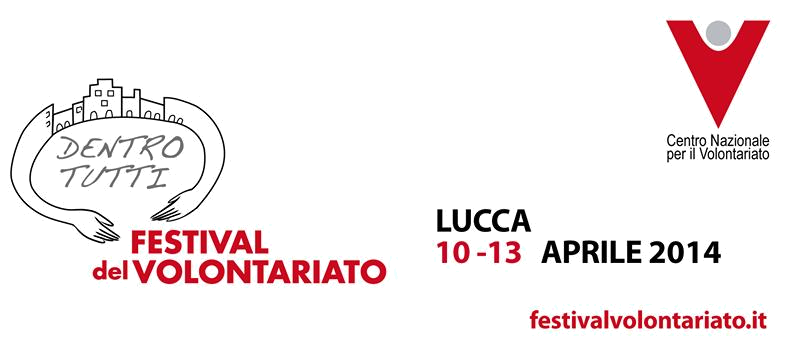 Centro Nazionale
per il Volontariato
DENTRO
TUTTI
FESTIVAL
del VOLONTARIATO
LUCCA
10 -13 APRILE 2014
festivalvolontariato.it